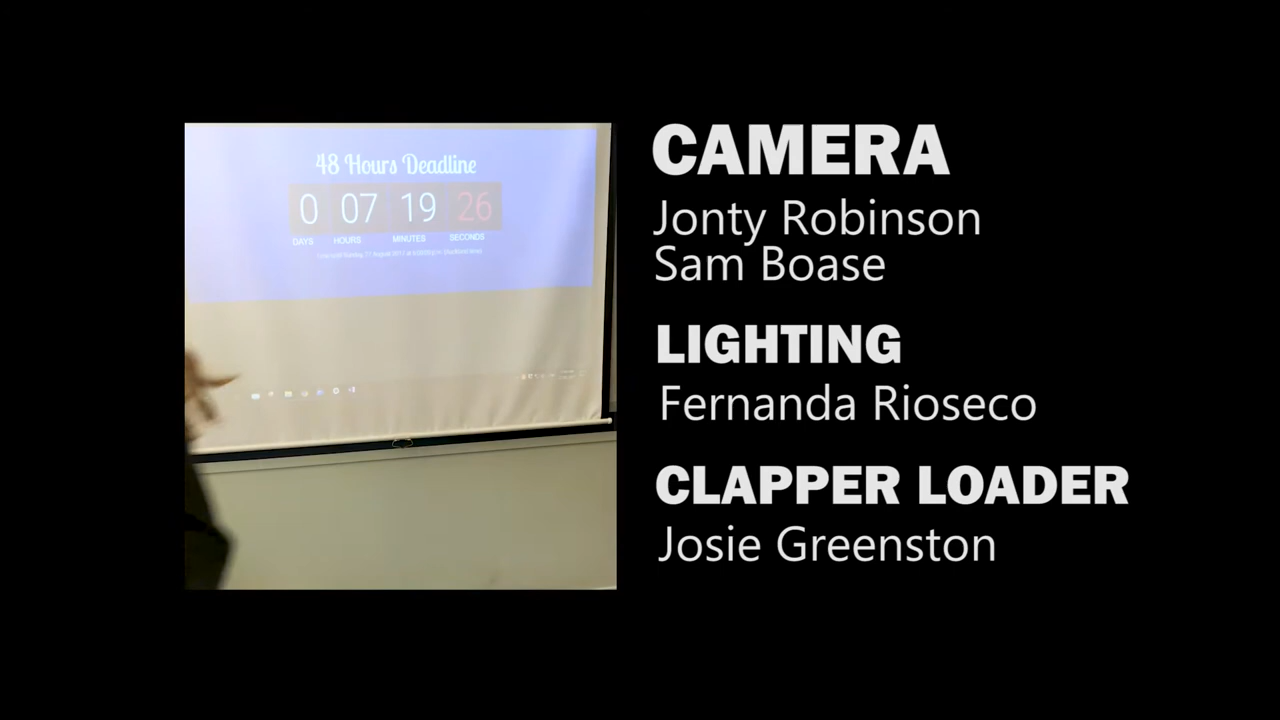 48 Hours Deadline
0 07 19 26
DAYS HOURS MINUTES SECONDS
CAMERA
Jonty Robinson
Sam Boase
LIGHTING
Fernanda Rioseco
CLAPPER LOADER
Josie Greenston